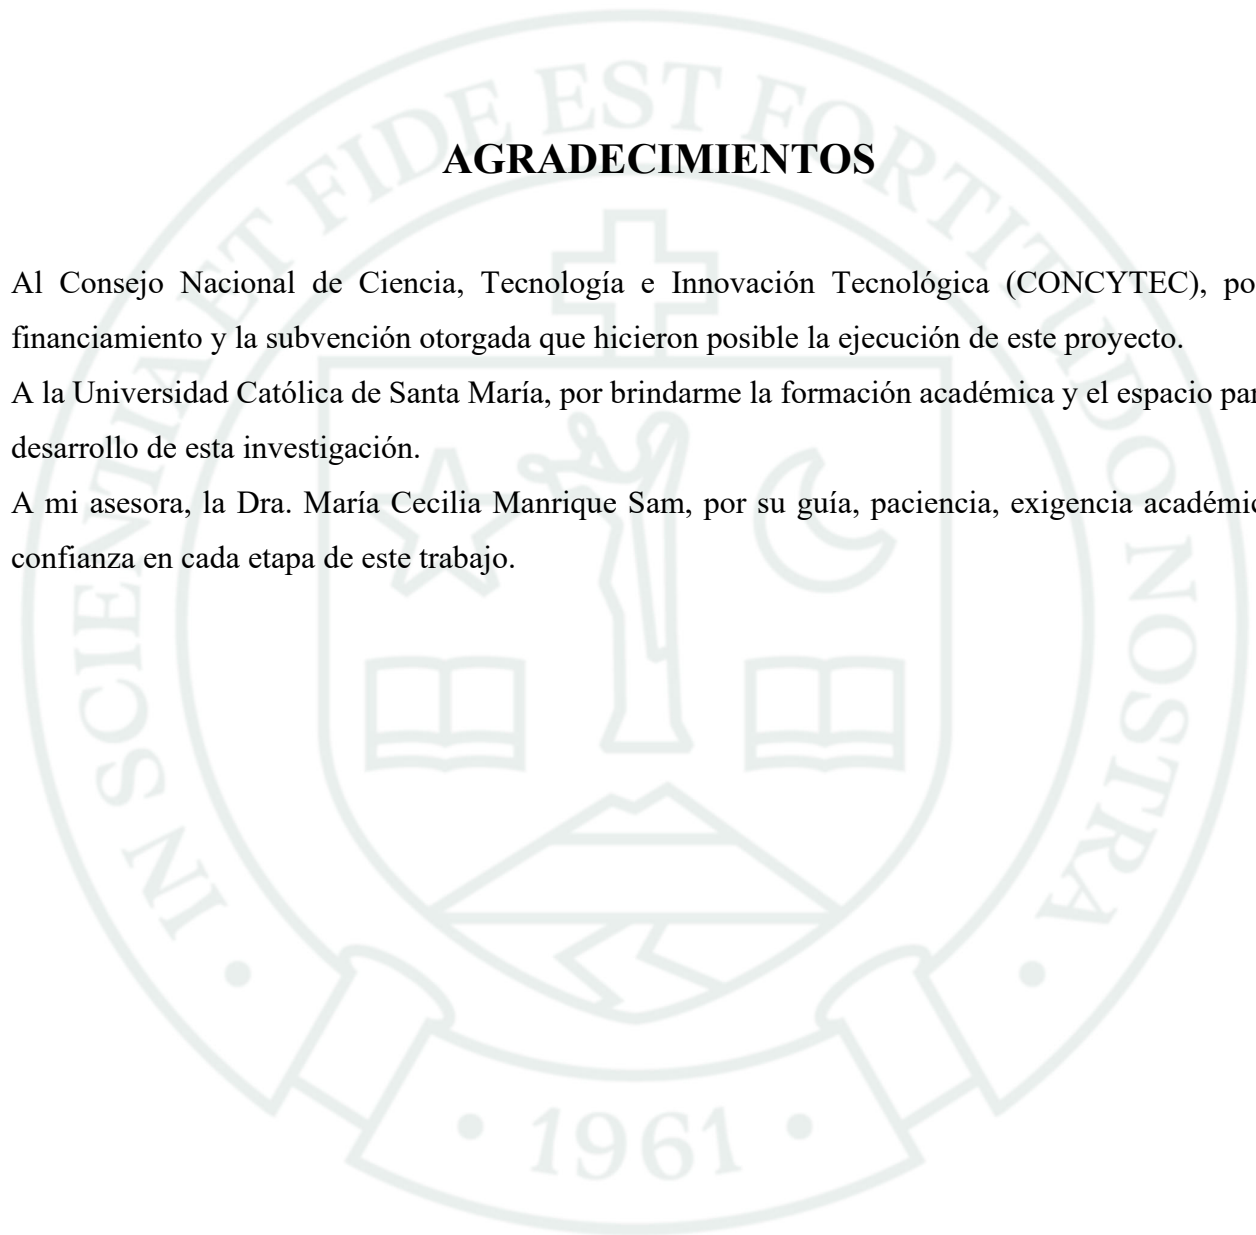 AGRADECIMIENTOS
Al Consejo Nacional de Ciencia, Tecnología e Innovación Tecnológica (CONCYTEC), po
financiamiento y la subvención otorgada que hicieron posible la ejecución de este proyecto.
A la Universidad Católica de Santa María, por brindarme la formación académica y el espacio par
desarrollo de esta investigación.
A mi asesora, la Dra. María Cecilia Manrique Sam, por su guía, paciencia, exigencia académic
confianza en cada etapa de este trabajo.
IN SCIENTIA ET FIDE EST FORTITUDO NOSTRA
• 1961 •